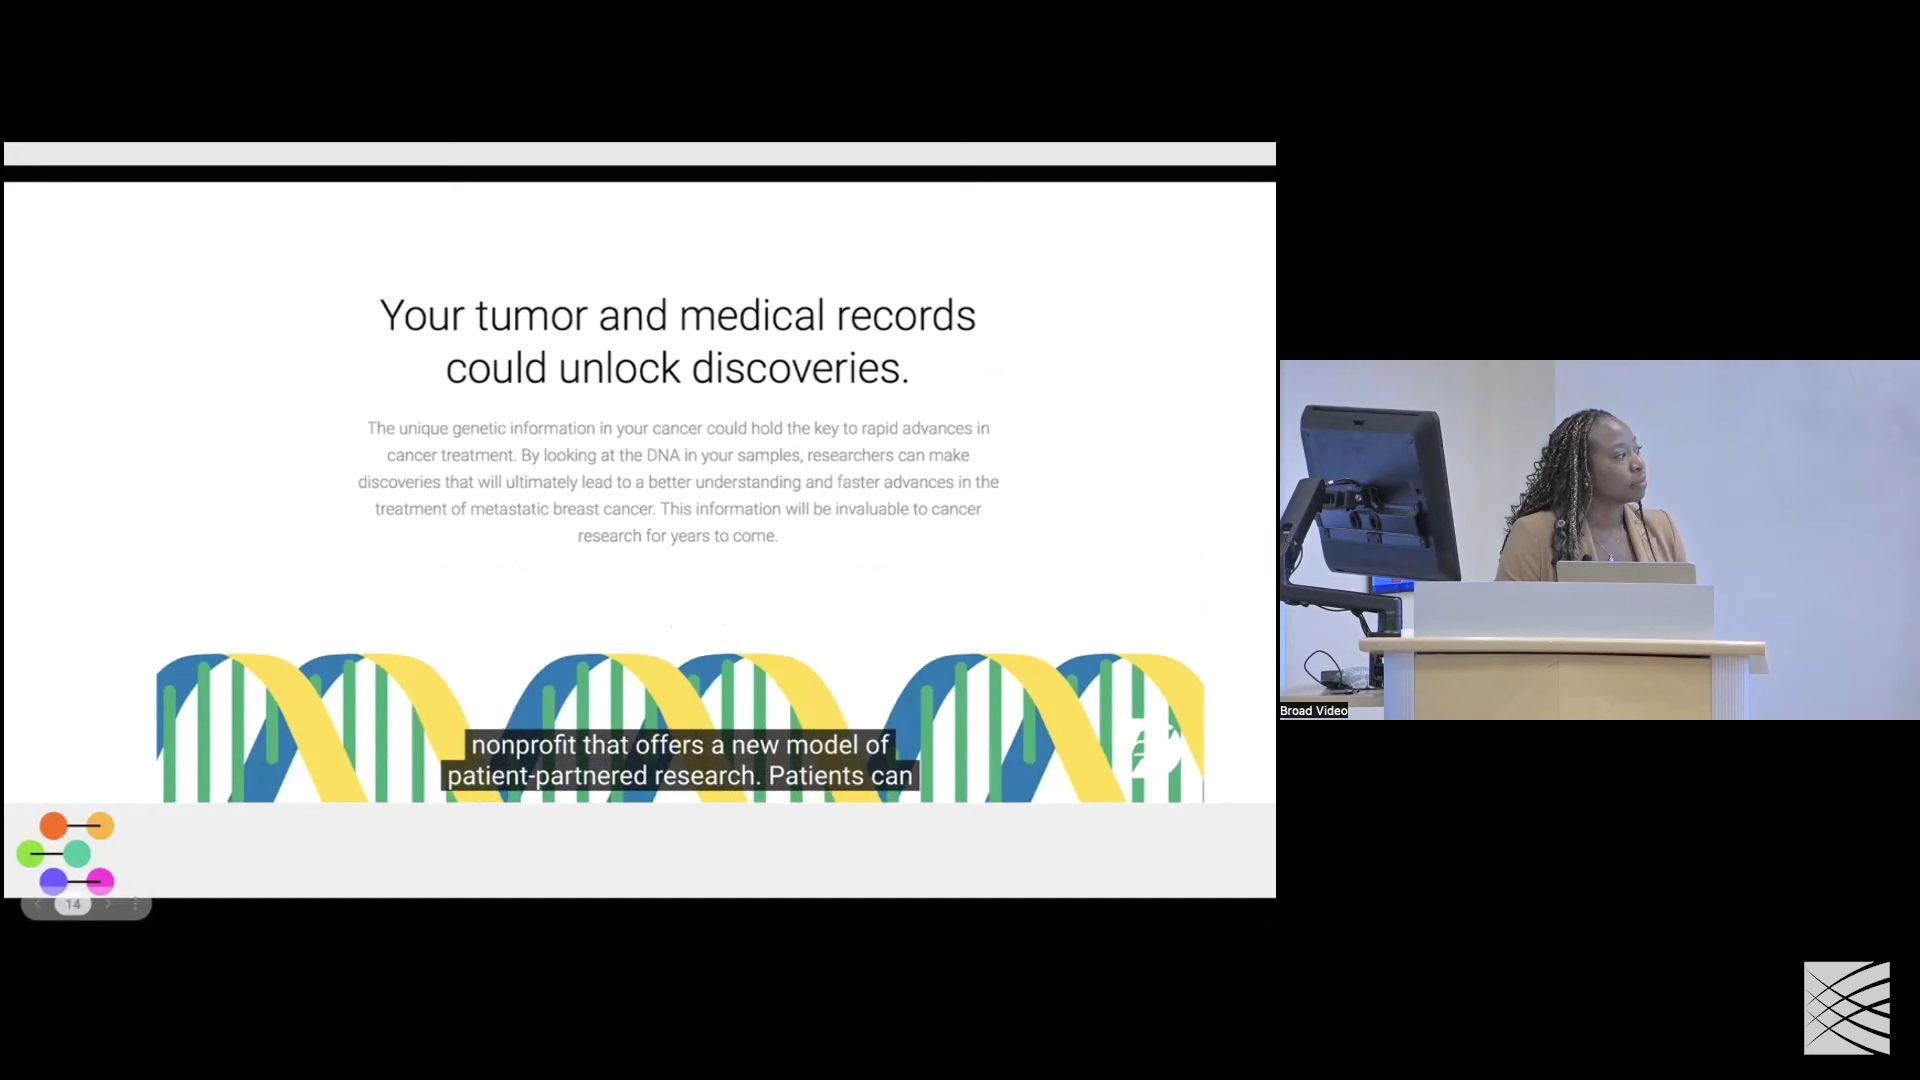 Your tumor and medical records
could unlock discoveries.
The unique genetic information in your cancer could hold the key to rapid advances in
cancer treatment. By looking at the DNA in your samples, researchers can make
discoveries that will ultimately lead to a better understanding and faster advances in the
treatment of metastatic breast cancer. This information will be invaluable to cancer
research for years to come.
nonprofit that offers a new model of
patient-partnered research. Patients can
14
Broad Video